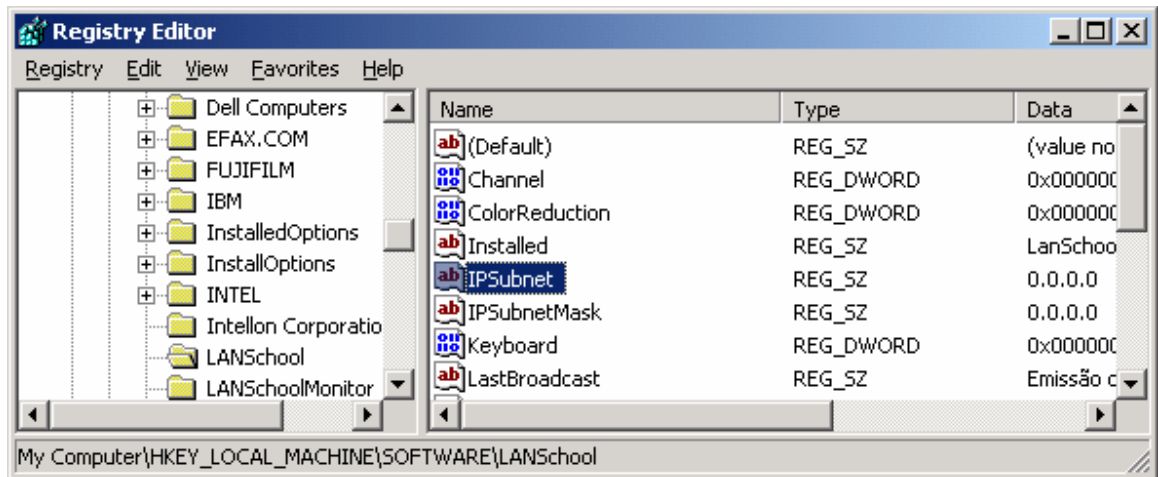 Registry Editor
Registry Edit View Favorites Help
Dell Computers
EFAX.COM
FUJIFILM
IBM
InstalledOptions
InstallOptions
INTEL
Intellon Corporatio
LANSchool
LANSchoolMonitor
Name Type Data
(Default) REG_SZ (value no
Channel REG_DWORD 0x000000
ColorReduction REG_DWORD 0x000000
Installed REG_SZ LanSchoo
IPSubnet REG_SZ 0.0.0.0
IPSubnetMask REG_SZ 0.0.0.0
Keyboard REG_DWORD 0x000000
LastBroadcast REG_SZ Emissão c
My Computer\HKEY_LOCAL_MACHINE\SOFTWARE\LANSchool